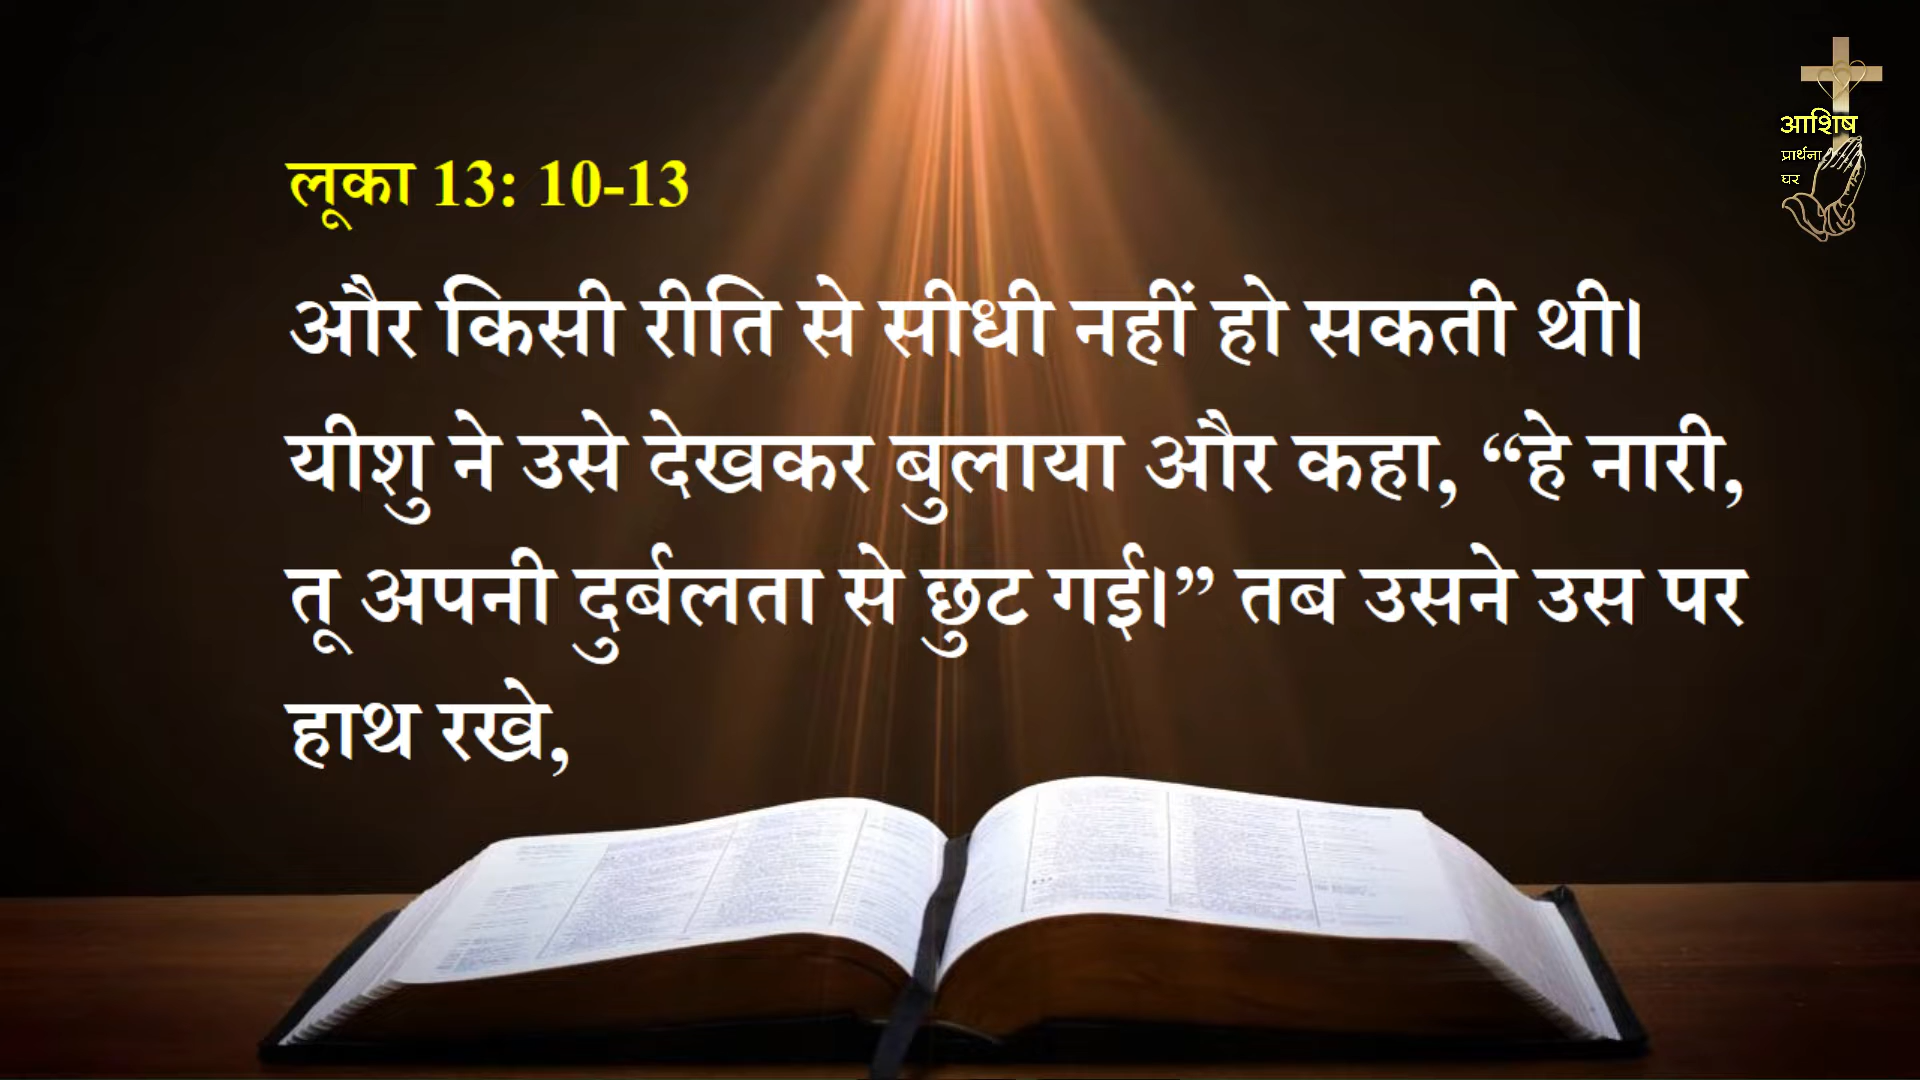 लूका 13: 10-13
और किसी रीति से सीधी नहीं हो सकती थी।
यीशु ने उसे देखकर बुलाया और कहा, “हे नारी,
तू अपनी दुर्बलता से छुट गई।” तब उसने उस पर
हाथ रखे,
आशिष
प्रार्थना
घर